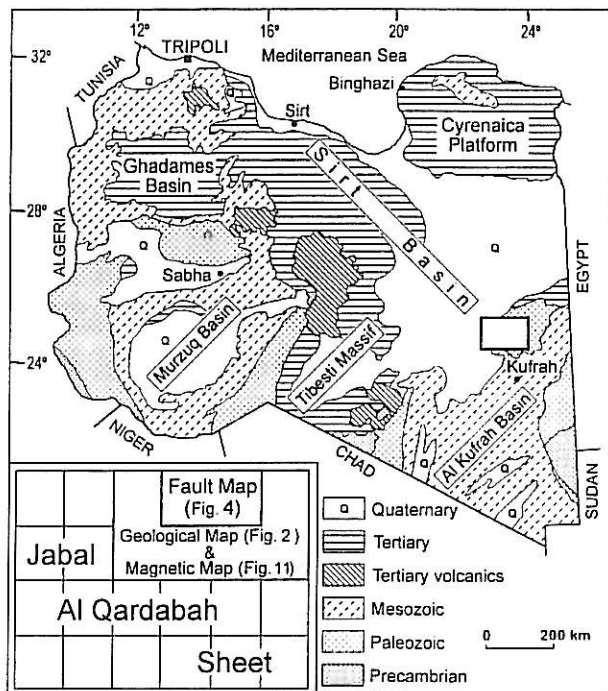 12°
16°
20°
24°
32°
28°
24°
TUNISIA
TRIPOLI
Mediterranean Sea
Binghazi
Sirt
Cyrenaica
Platform
Ghadames
Basin
Sirt Basin
ALGERIA
EGYPT
Q
Q
Q
Q
Q
Q
Q
Q
Sabha
Murzuq Basin
Tibesti Massif
Kufrah
Al Kufrah Basin
NIGER
CHAD
SUDAN
Fault Map
(Fig. 4)
Geological Map (Fig. 2)
&
Magnetic Map (Fig. 11)
Jabal
Al Qardabah
Sheet
Q Quaternary
Tertiary
Tertiary volcanics
Mesozoic
Paleozoic
Precambrian
0 200 km